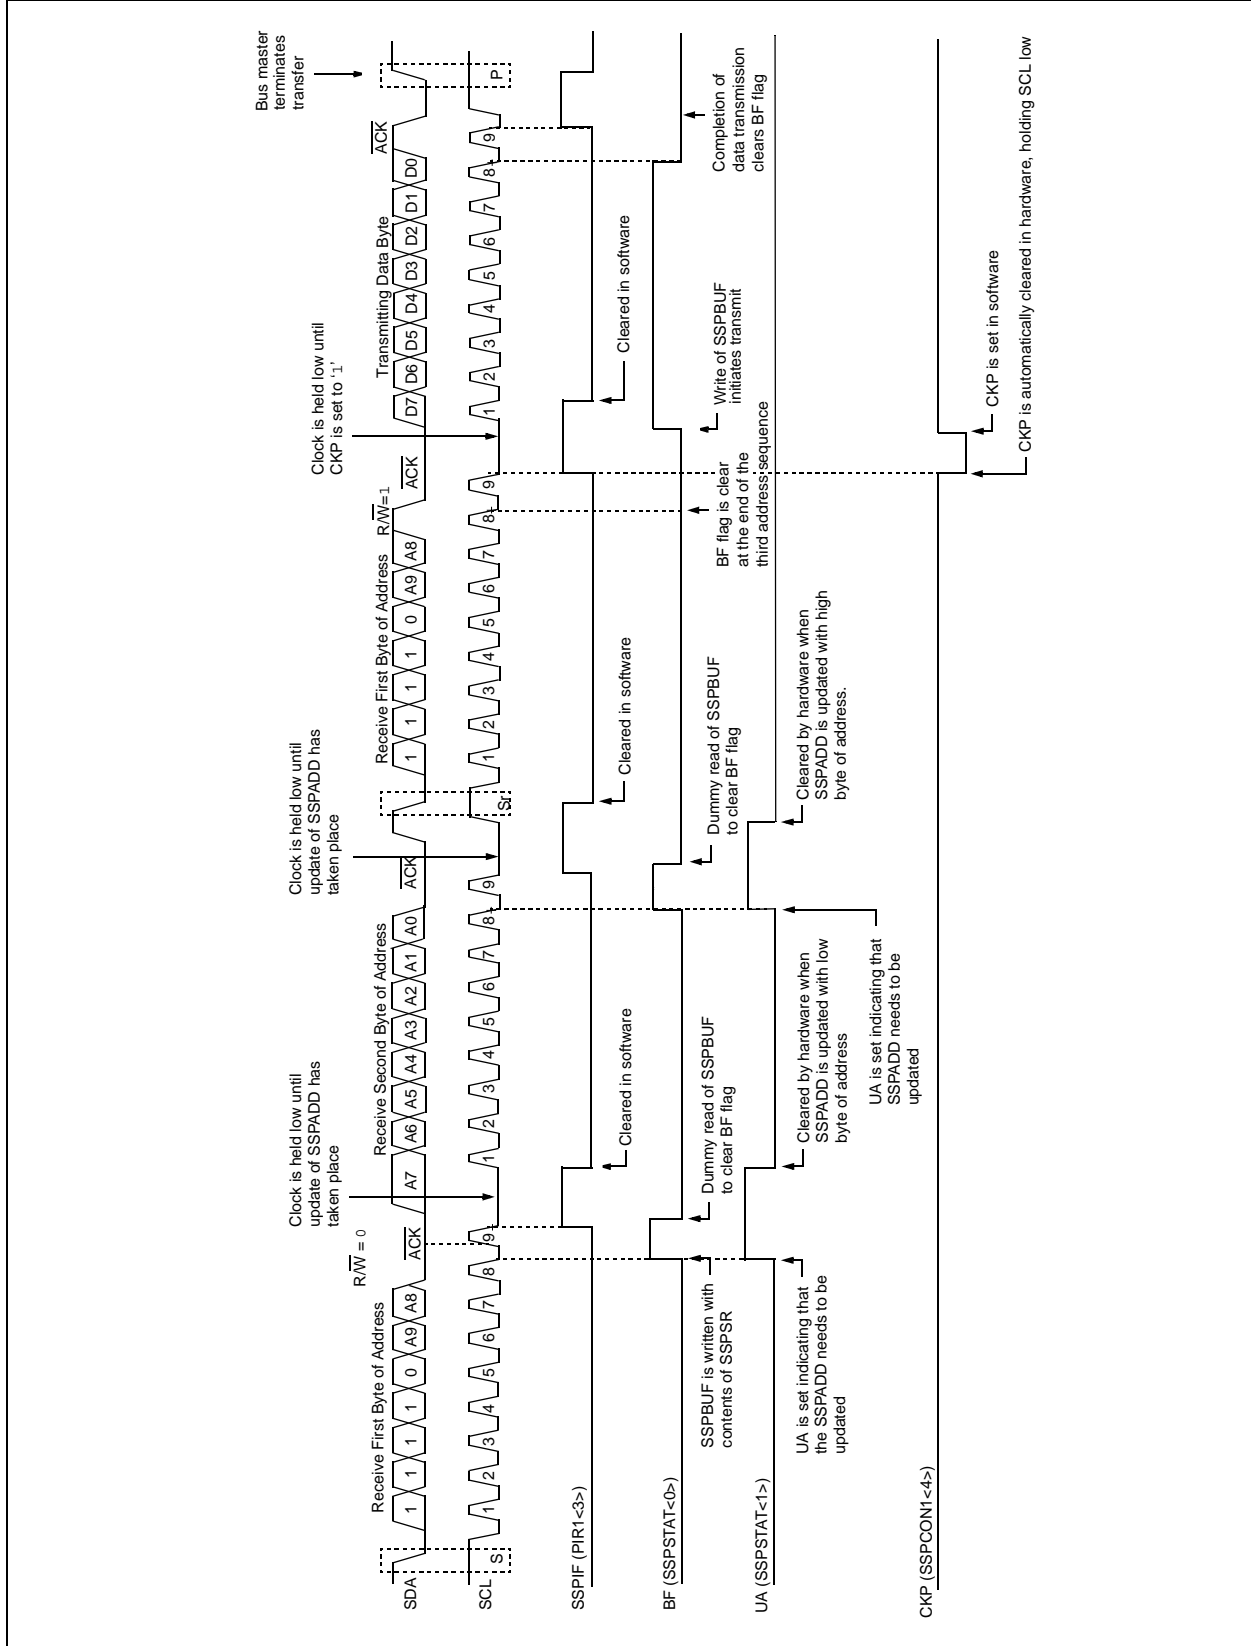 Bus master
terminates
transfer
Clock is held low until
CKP is set to ‘1’
Clock is held low until
update of SSPADD has
taken place
Clock is held low until
update of SSPADD has
taken place
R/W = 0
R/W=1
Receive First Byte of Address
Receive Second Byte of Address
Receive First Byte of Address
Transmitting Data Byte
ACK
ACK
ACK
ACK
SDA
1 1 1 1 0 A9 A8
A7 A6 A5 A4 A3 A2 A1 A0
1 1 1 1 0 A9 A8
D7 D6 D5 D4 D3 D2 D1 D0
SCL
S
1 2 3 4 5 6 7 8 9
1 2 3 4 5 6 7 8 9
Sr
1 2 3 4 5 6 7 8 9
1 2 3 4 5 6 7 8 9
P
SSPIF (PIR1<3>)
Cleared in software
Cleared in software
Cleared in software
BF (SSPSTAT<0>)
SSPBUF is written with
contents of SSPSR
Dummy read of SSPBUF
to clear BF flag
Dummy read of SSPBUF
to clear BF flag
BF flag is clear
at the end of the
third address sequence
Write of SSPBUF
initiates transmit
Completion of
data transmission
clears BF flag
UA (SSPSTAT<1>)
UA is set indicating that
the SSPADD needs to be
updated
Cleared by hardware when
SSPADD is updated with low
byte of address
UA is set indicating that
SSPADD needs to be
updated
Cleared by hardware when
SSPADD is updated with high
byte of address.
CKP (SSPCON1<4>)
CKP is set in software
CKP is automatically cleared in hardware, holding SCL low